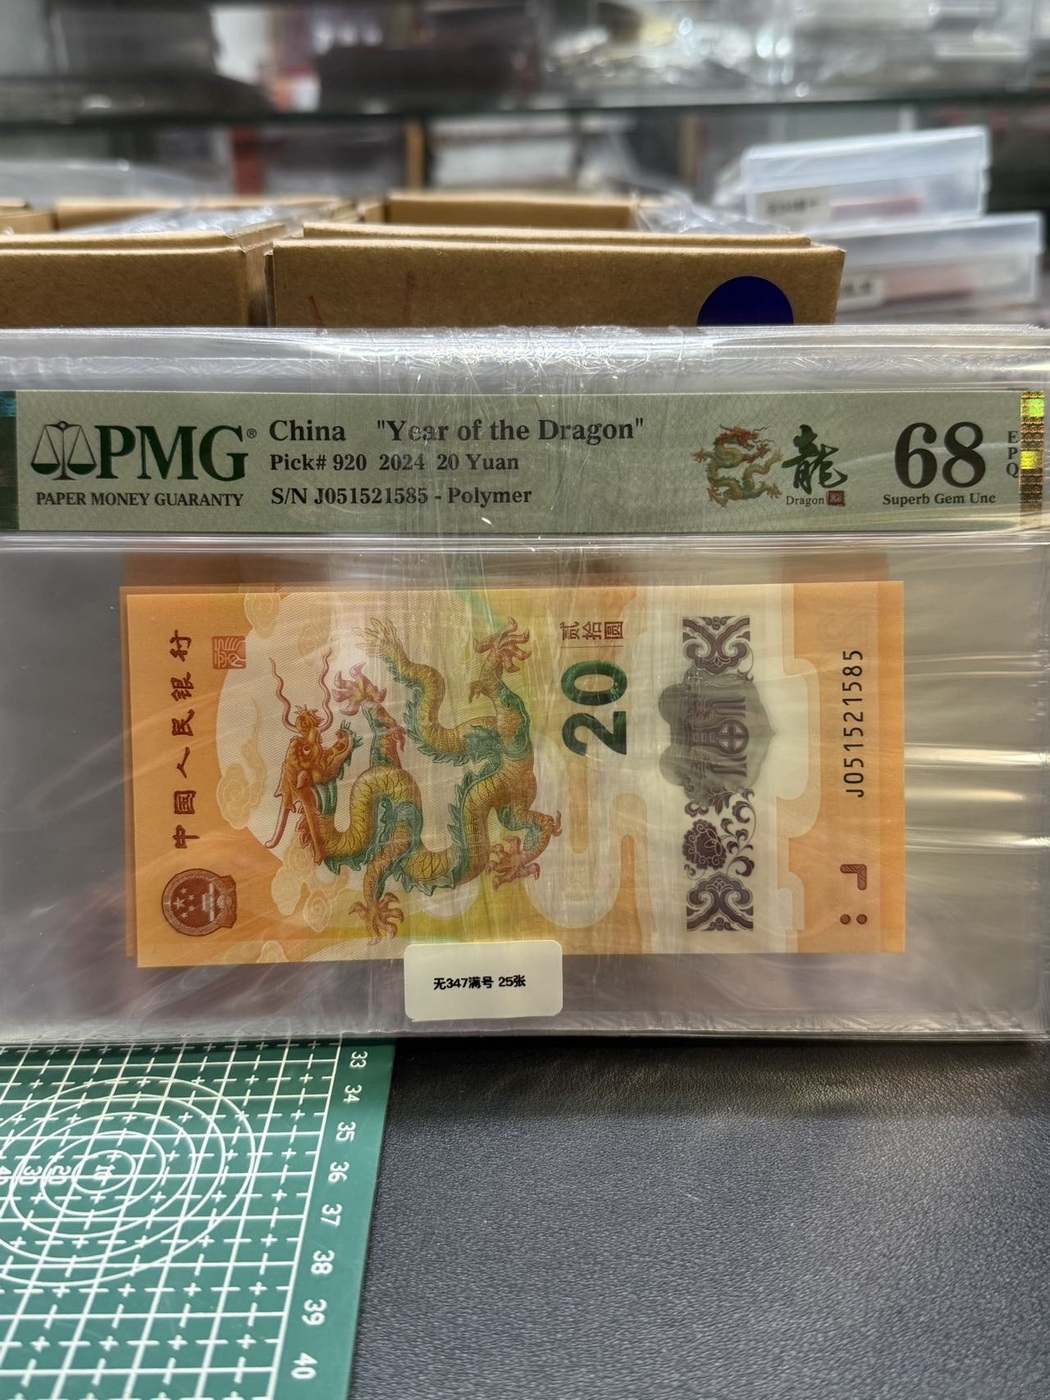 PMG®
PAPER MONEY GUARANTY
China "Year of the Dragon"
Pick# 920 2024 20 Yuan
S/N J051521585 - Polymer
龍
Dragon
68
Superb Gem Unc
E
P
Q
中國人民银行
贰拾圆
20
J051521585
无347满号 25张
33
34
35
36
37
38
39
40